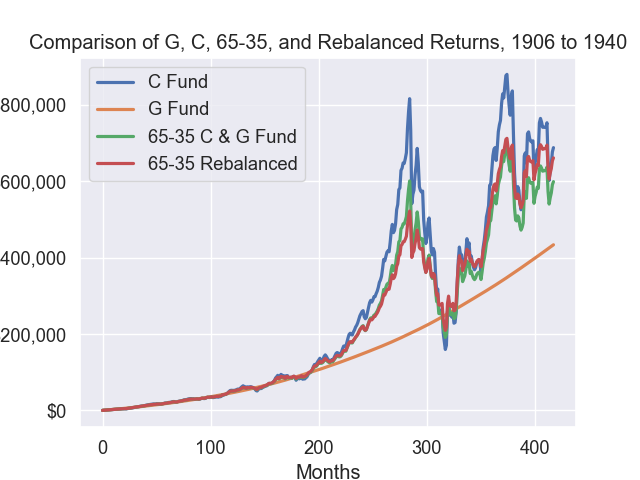 Comparison of G, C, 65-35, and Rebalanced Returns, 1906 to 1940
C Fund
G Fund
65-35 C & G Fund
65-35 Rebalanced
800,000
600,000
400,000
200,000
$0
0 100 200 300 400
Months